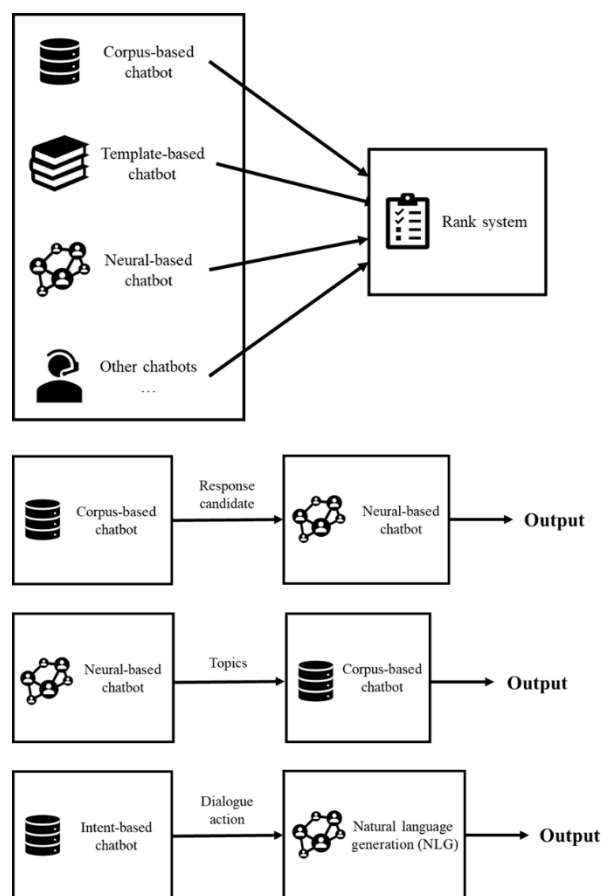 Corpus-based
chatbot
Template-based
chatbot
Neural-based
chatbot
Other chatbots
...
Rank system
Corpus-based
chatbot
Response
candidate
Neural-based
chatbot
Output
Neural-based
chatbot
Topics
Corpus-based
chatbot
Output
Intent-based
chatbot
Dialogue
action
Natural language
generation (NLG)
Output